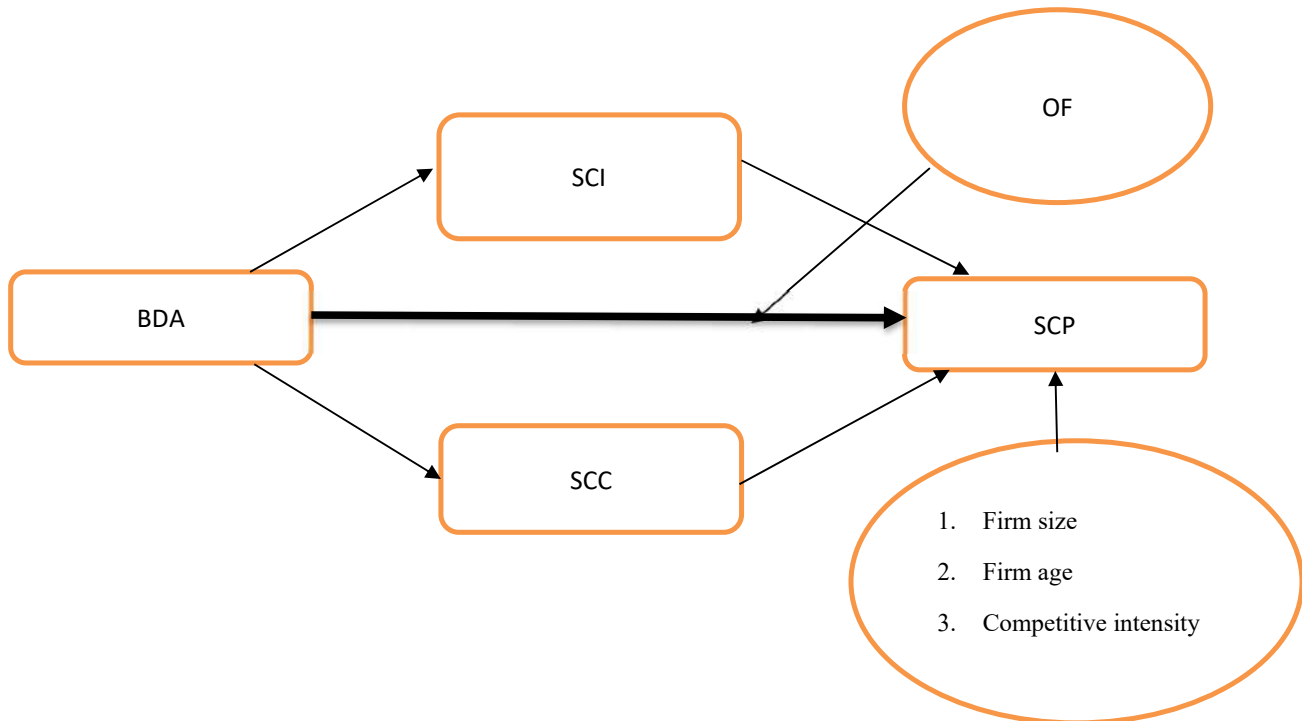 OF
SCI
BDA
SCP
SCC
1. Firm size
2. Firm age
3. Competitive intensity